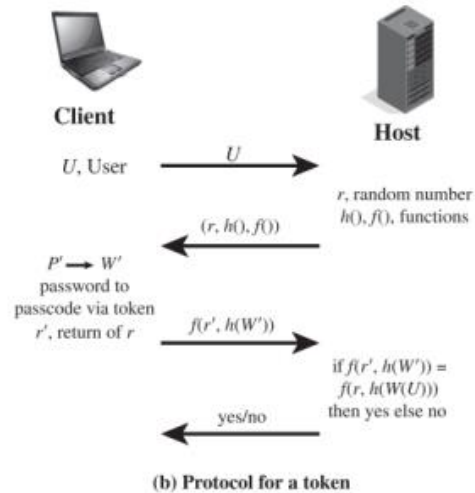 Client
Host
U, User
U
r, random number
h(), f(), functions
(r, h(), f())
P' → W'
password to
passcode via token
r', return of r
f(r', h(W'))
if f(r', h(W')) =
f(r, h(W(U)))
then yes else no
yes/no
(b) Protocol for a token